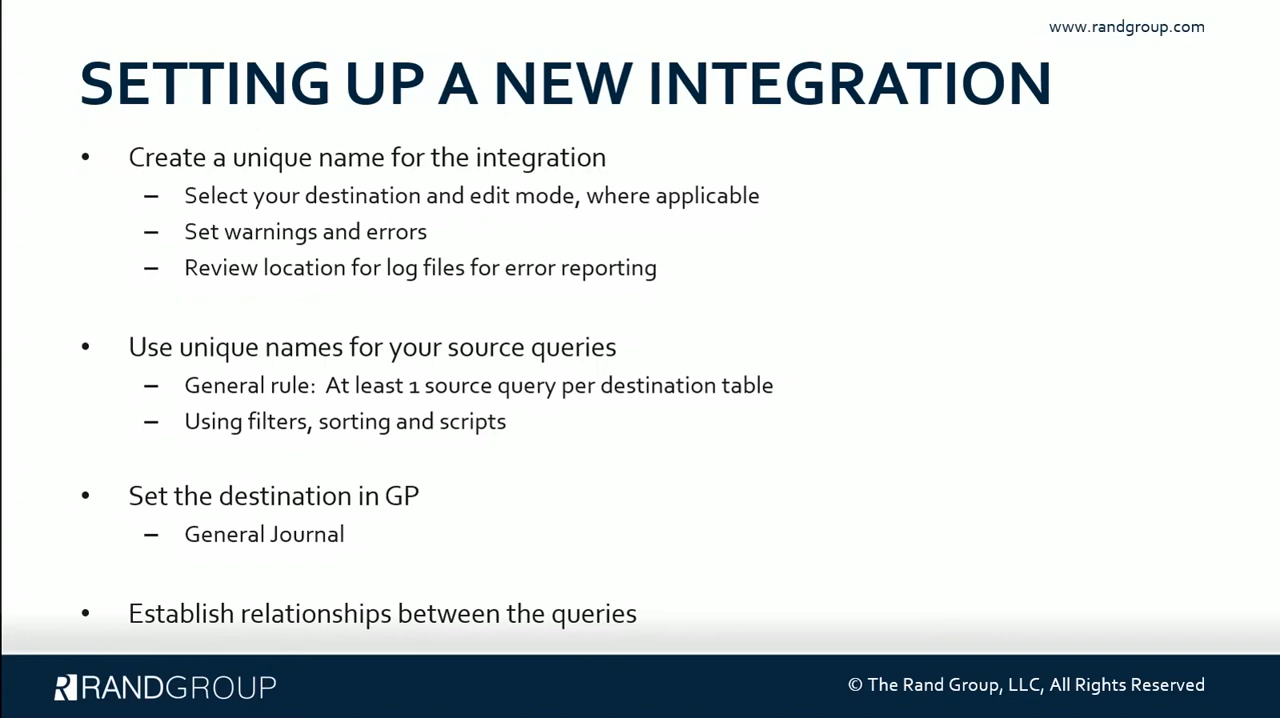 www.randgroup.com
SETTING UP A NEW INTEGRATION
• Create a unique name for the integration
– Select your destination and edit mode, where applicable
– Set warnings and errors
– Review location for log files for error reporting
• Use unique names for your source queries
– General rule:  At least 1 source query per destination table
– Using filters, sorting and scripts
• Set the destination in GP
– General Journal
• Establish relationships between the queries
RANDGROUP
© The Rand Group, LLC, All Rights Reserved